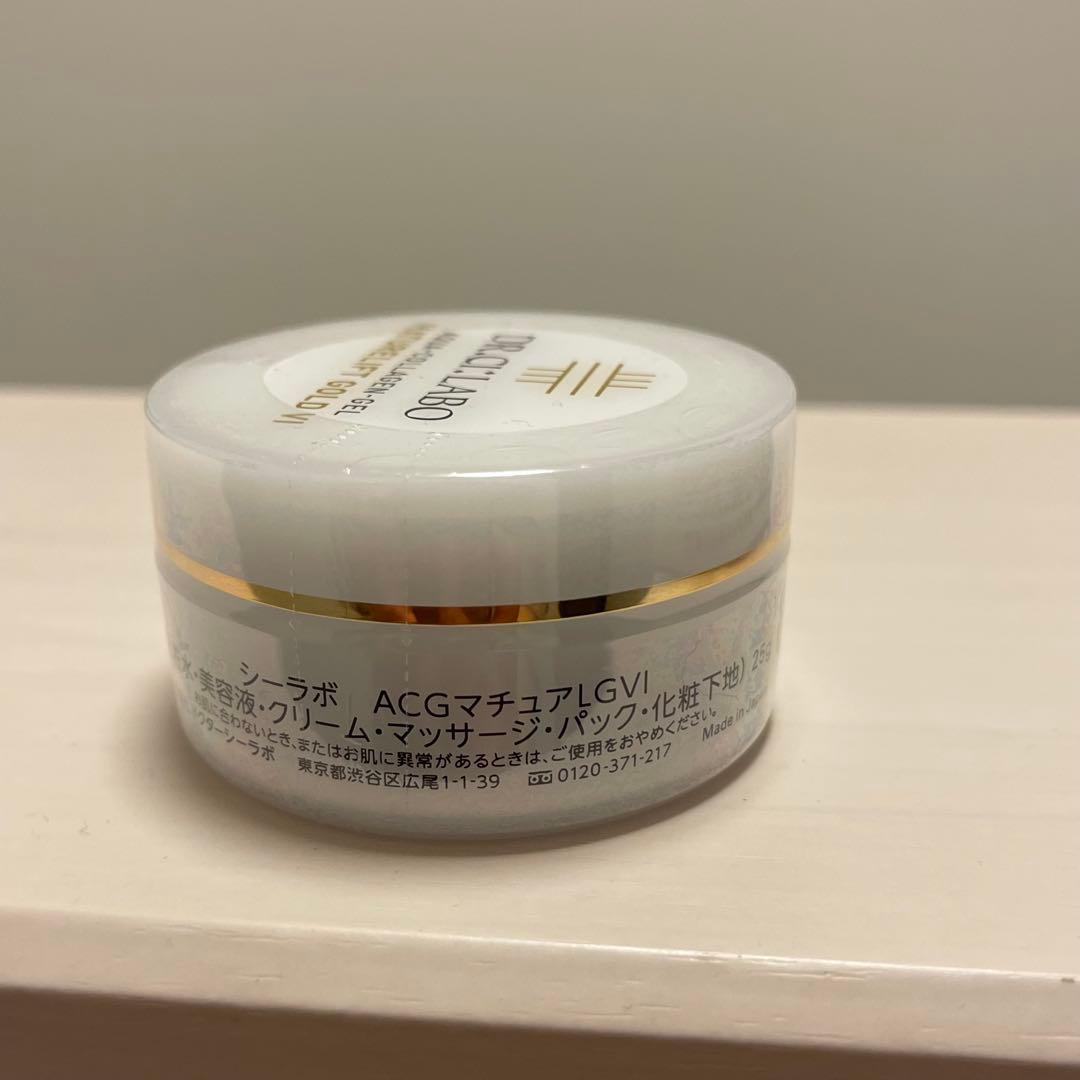 DR.CI:LABO
AQUA-COLLAGEN-GEL
MATURELIFT GOLD VI
シーラボ ACGマチュアLGVI
水・美容液・クリーム・マッサージ・パック・化粧下地) 25g
お肌に合わないとき、またはお肌に異常があるときは、ご使用をおやめください。
クターシーラボ 東京都渋谷区広尾1-1-39 0120-371-217
Made in